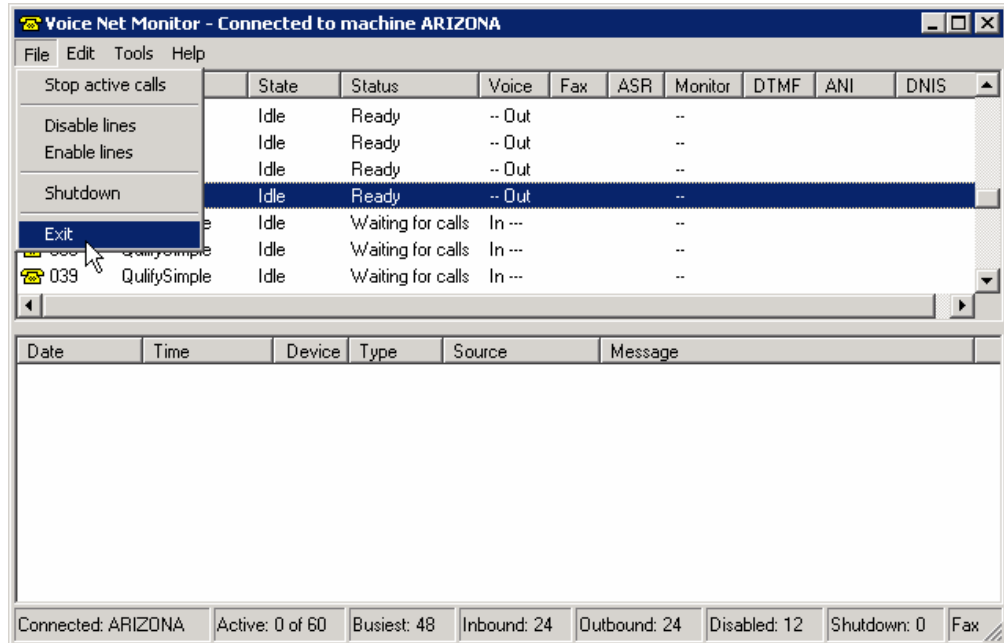 Voice Net Monitor - Connected to machine ARIZONA
File Edit Tools Help
Stop active calls
Disable lines
Enable lines
Shutdown
Exit
State Status Voice Fax ASR Monitor DTMF ANI DNIS
Idle Ready -- Out --
Idle Ready -- Out --
Idle Ready -- Out --
Idle Ready -- Out --
Idle Waiting for calls In --- --
Idle Waiting for calls In --- --
039 QulifySimple Idle Waiting for calls In --- --
Date Time Device Type Source Message
Connected: ARIZONA Active: 0 of 60 Busiest: 48 Inbound: 24 Outbound: 24 Disabled: 12 Shutdown: 0 Fax